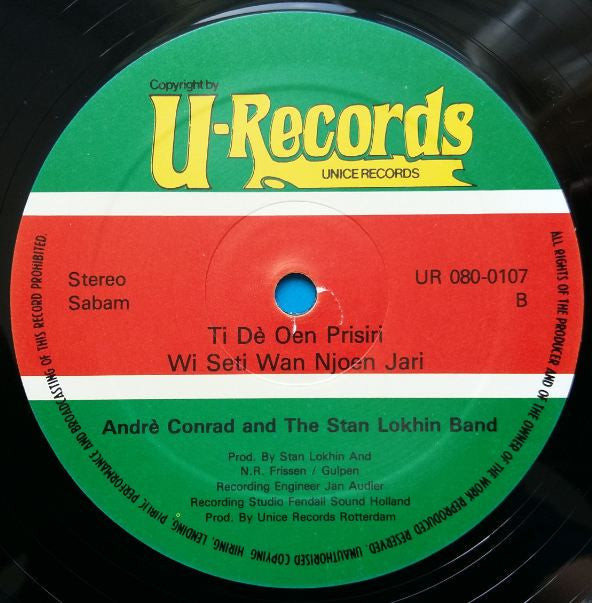 Copyright by
U-Records
UNICE RECORDS
Stereo
Sabam
UR 080-0107
B
Ti Dè Oen Prisiri
Wi Seti Wan Njoen Jari
Andrè Conrad and The Stan Lokhin Band
Prod. By Stan Lokhin And
N.R. Frissen / Gulpen
Recording Engineer Jan Audier
Recording Studio Fendall Sound Holland
Prod. By Unice Records Rotterdam
ALL RIGHTS OF THE PRODUCER AND OF THE OWNER OF THE WORK REPRODUCED RESERVED. UNAUTHORISED COPYING HIRING, LENDING, PUBLIC PERFORMANCE AND BROADCASTING OF THIS RECORD PROHIBITED.